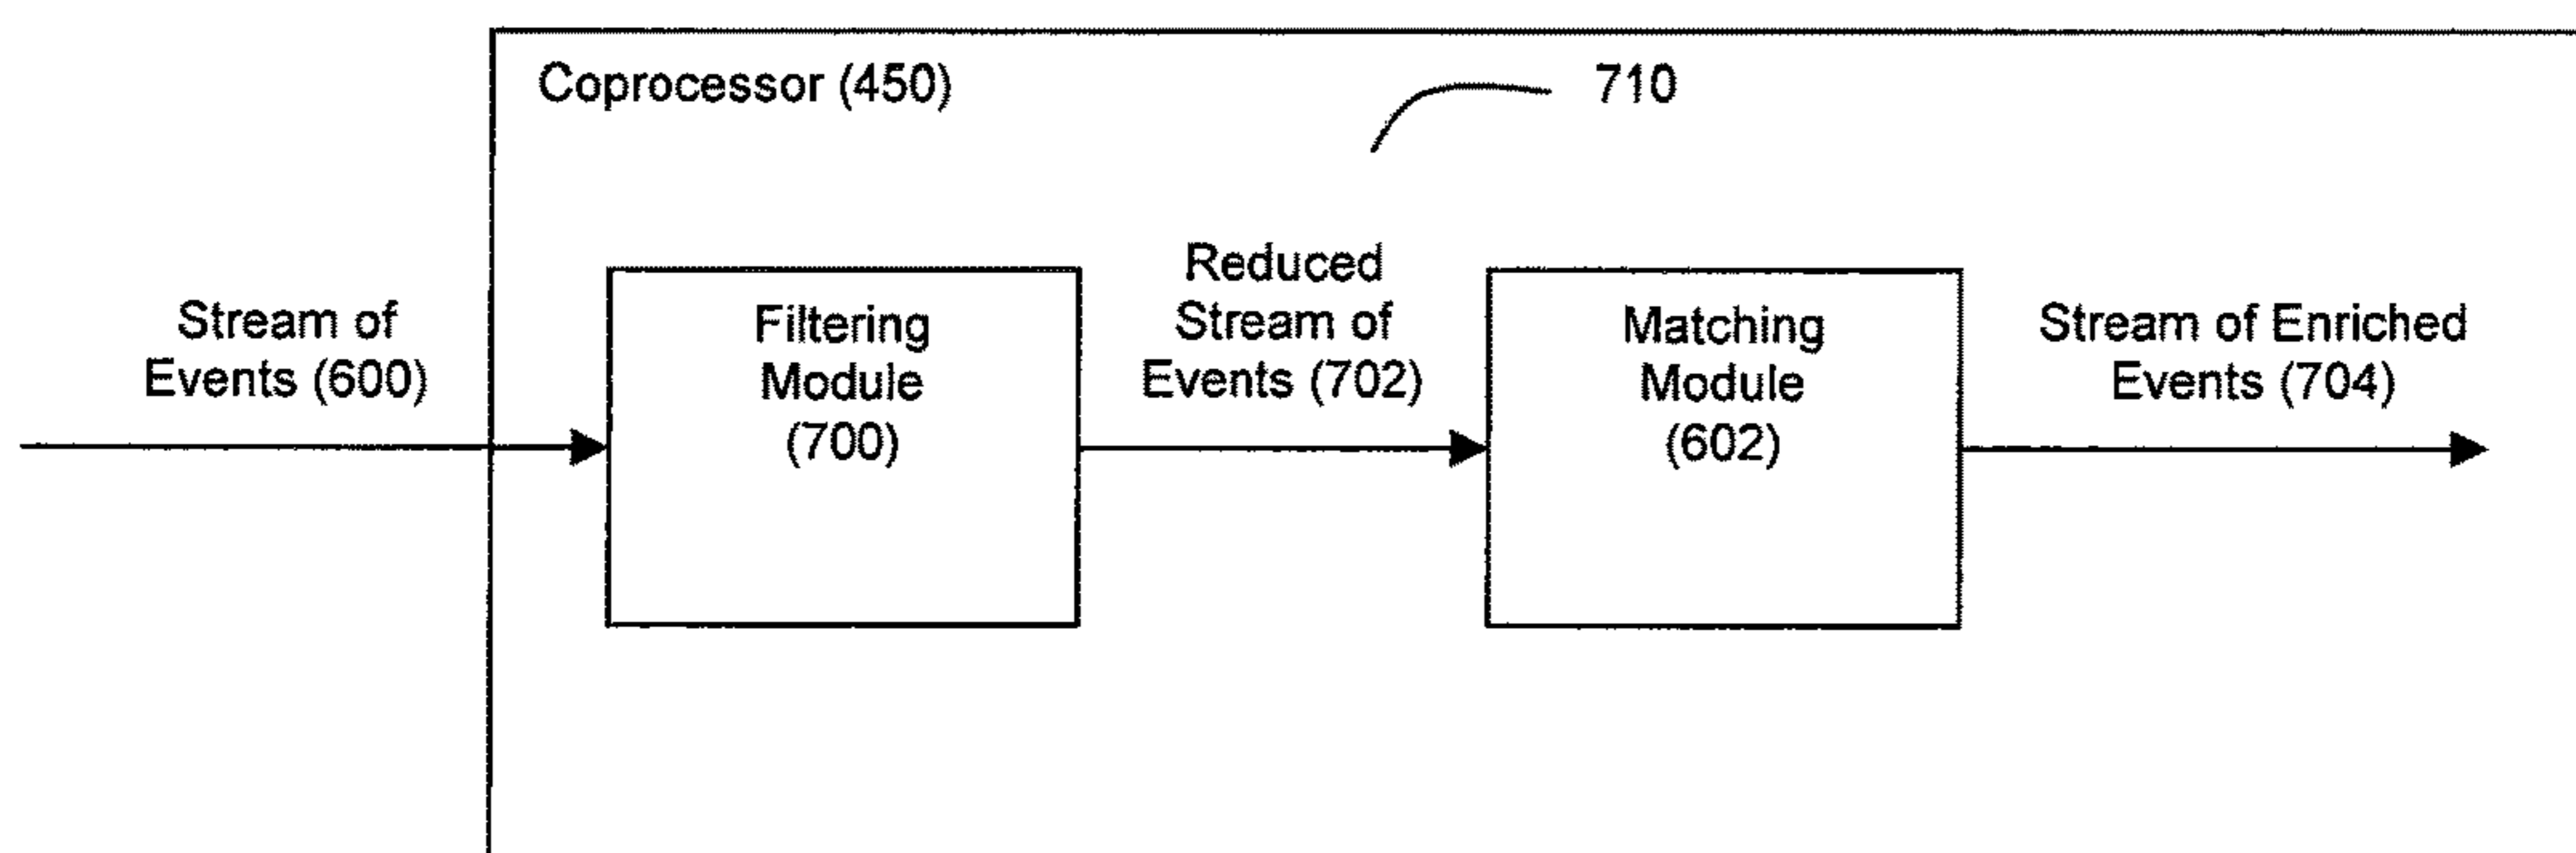 Coprocessor (450)
710
Stream of
Events (600)
Filtering
Module
(700)
Reduced
Stream of
Events (702)
Matching
Module
(602)
Stream of Enriched
Events (704)